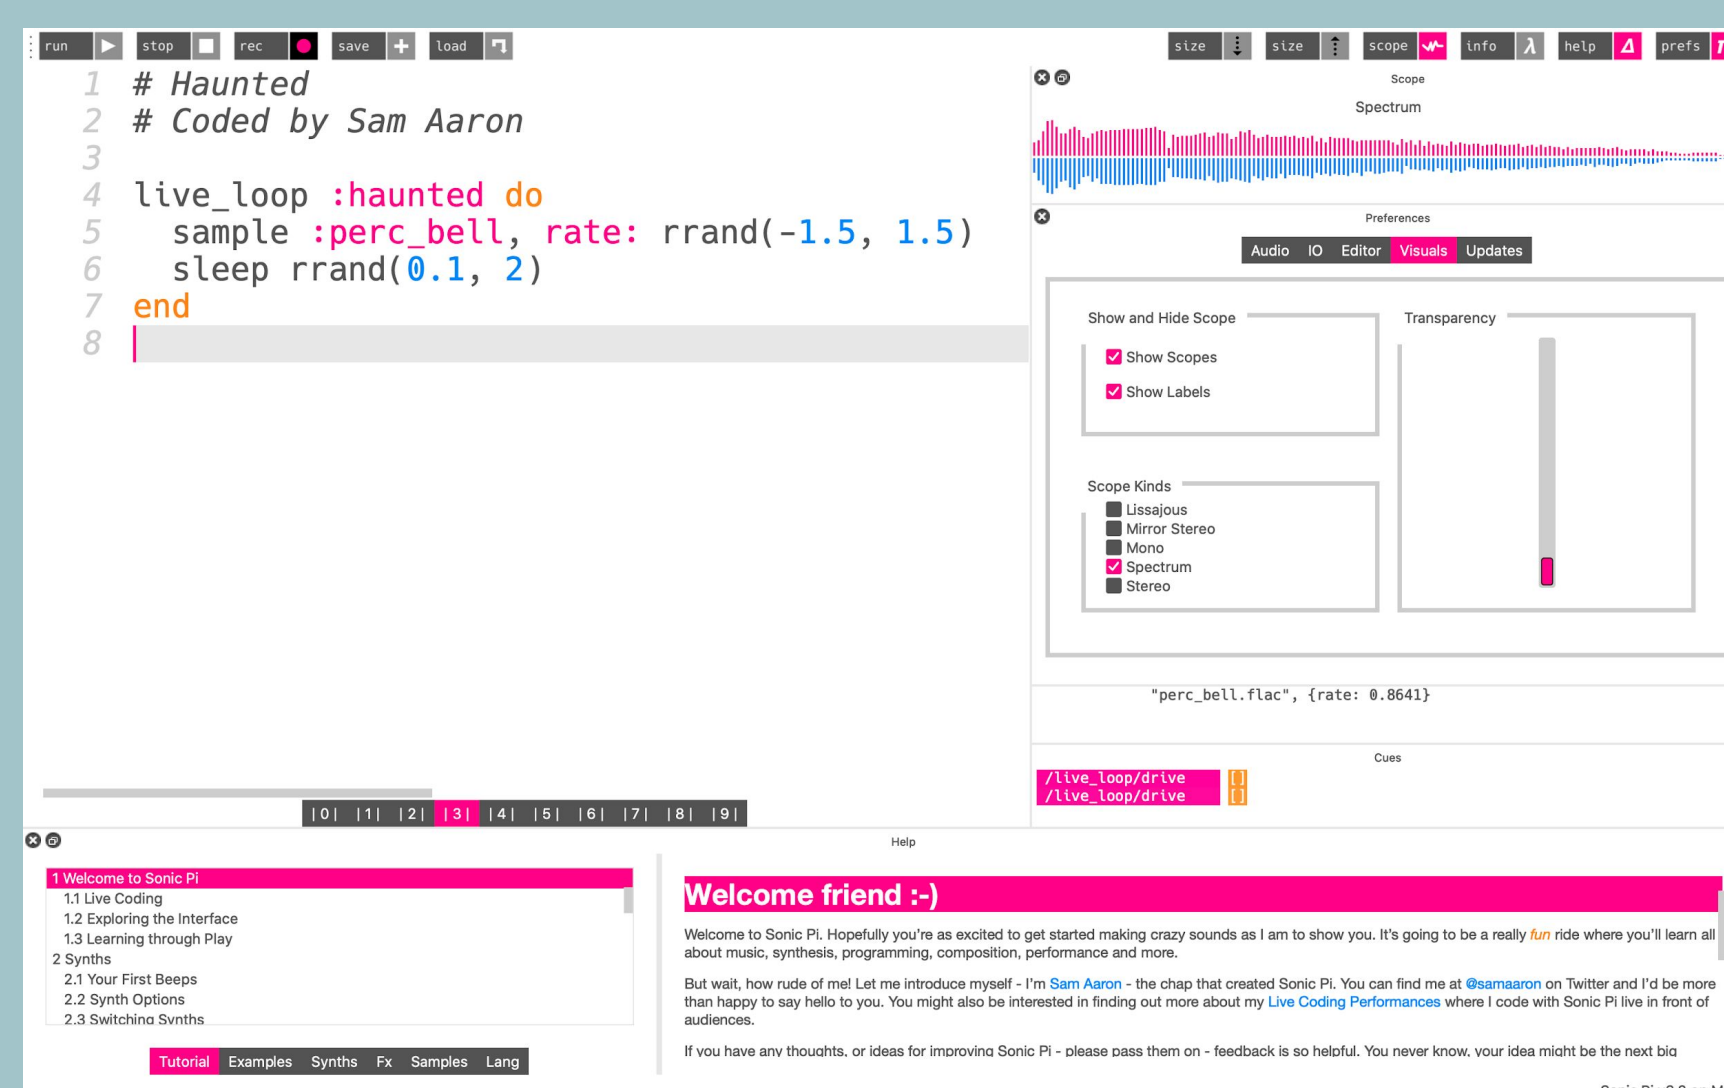 run
stop
rec
save
load
size
size
scope
info
help
prefs
1 # Haunted
2 # Coded by Sam Aaron
3
4 live_loop :haunted do
5 sample :perc_bell, rate: rrand(-1.5, 1.5)
6 sleep rrand(0.1, 2)
7 end
8
|0| |1| |2| |3| |4| |5| |6| |7| |8| |9|
Scope
Spectrum
Preferences
Audio IO Editor Visuals Updates
Show and Hide Scope
Show Scopes
Show Labels
Transparency
Scope Kinds
Lissajous
Mirror Stereo
Mono
Spectrum
Stereo
"perc_bell.flac", {rate: 0.8641}
Cues
/live_loop/drive []
/live_loop/drive []
Help
1 Welcome to Sonic Pi
1.1 Live Coding
1.2 Exploring the Interface
1.3 Learning through Play
2 Synths
2.1 Your First Beeps
2.2 Synth Options
2.3 Switching Synths
Tutorial Examples Synths Fx Samples Lang
Welcome friend :-)
Welcome to Sonic Pi. Hopefully you're as excited to get started making crazy sounds as I am to show you. It's going to be a really fun ride where you'll learn all
about music, synthesis, programming, composition, performance and more.
But wait, how rude of me! Let me introduce myself - I'm Sam Aaron - the chap that created Sonic Pi. You can find me at @samaaron on Twitter and I'd be more
than happy to say hello to you. You might also be interested in finding out more about my Live Coding Performances where I code with Sonic Pi live in front of
audiences.
If you have any thoughts, or ideas for improving Sonic Pi - please pass them on - feedback is so helpful. You never know, your idea might be the next big